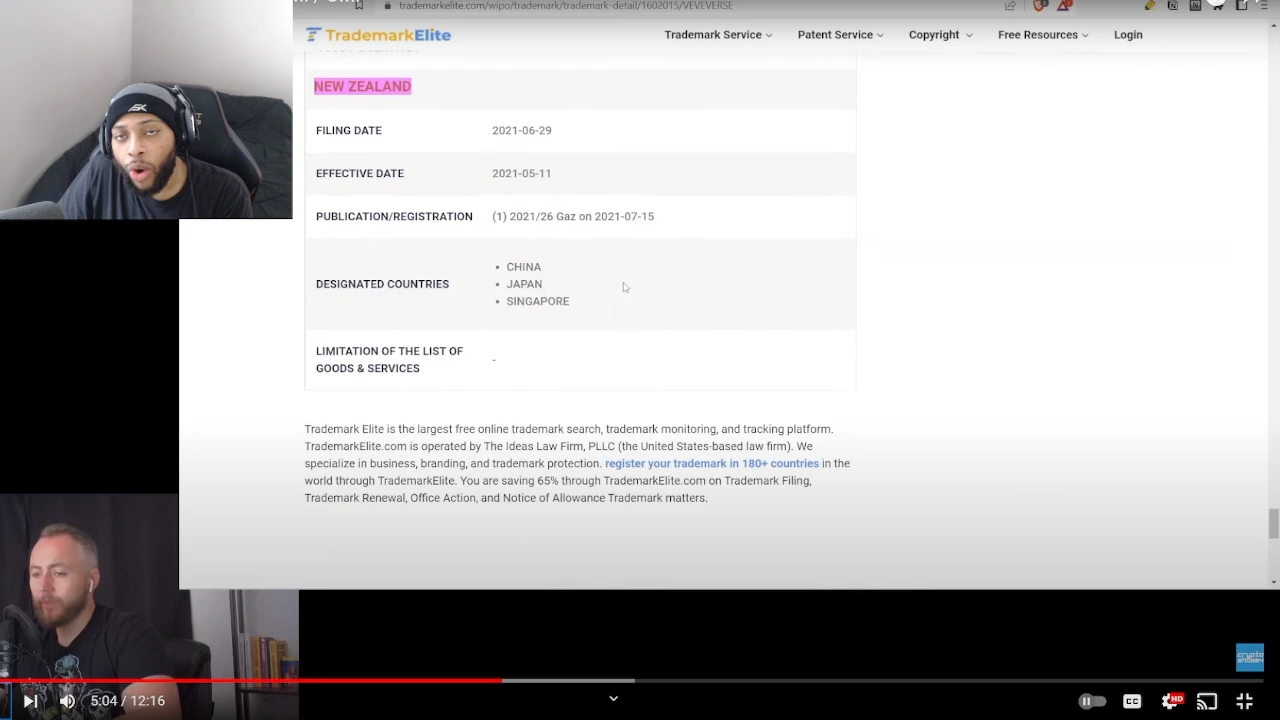 trademarkelite.com/wipo/trademark/trademark-detail/1602015/VEVEVERSE
TrademarkElite
Trademark Service
Patent Service
Copyright
Free Resources
Login
NEW ZEALAND
FILING DATE
2021-06-29
EFFECTIVE DATE
2021-05-11
PUBLICATION/REGISTRATION
(1) 2021/26 Gaz on 2021-07-15
DESIGNATED COUNTRIES
• CHINA
• JAPAN
• SINGAPORE
LIMITATION OF THE LIST OF
GOODS & SERVICES
-
Trademark Elite is the largest free online trademark search, trademark monitoring, and tracking platform.
TrademarkElite.com is operated by The Ideas Law Firm, PLLC (the United States-based law firm). We
specialize in business, branding, and trademark protection. register your trademark in 180+ countries in the
world through TrademarkElite. You are saving 65% through TrademarkElite.com on Trademark Filing,
Trademark Renewal, Office Action, and Notice of Allowance Trademark matters.
5:04 / 12:16
CC
HD